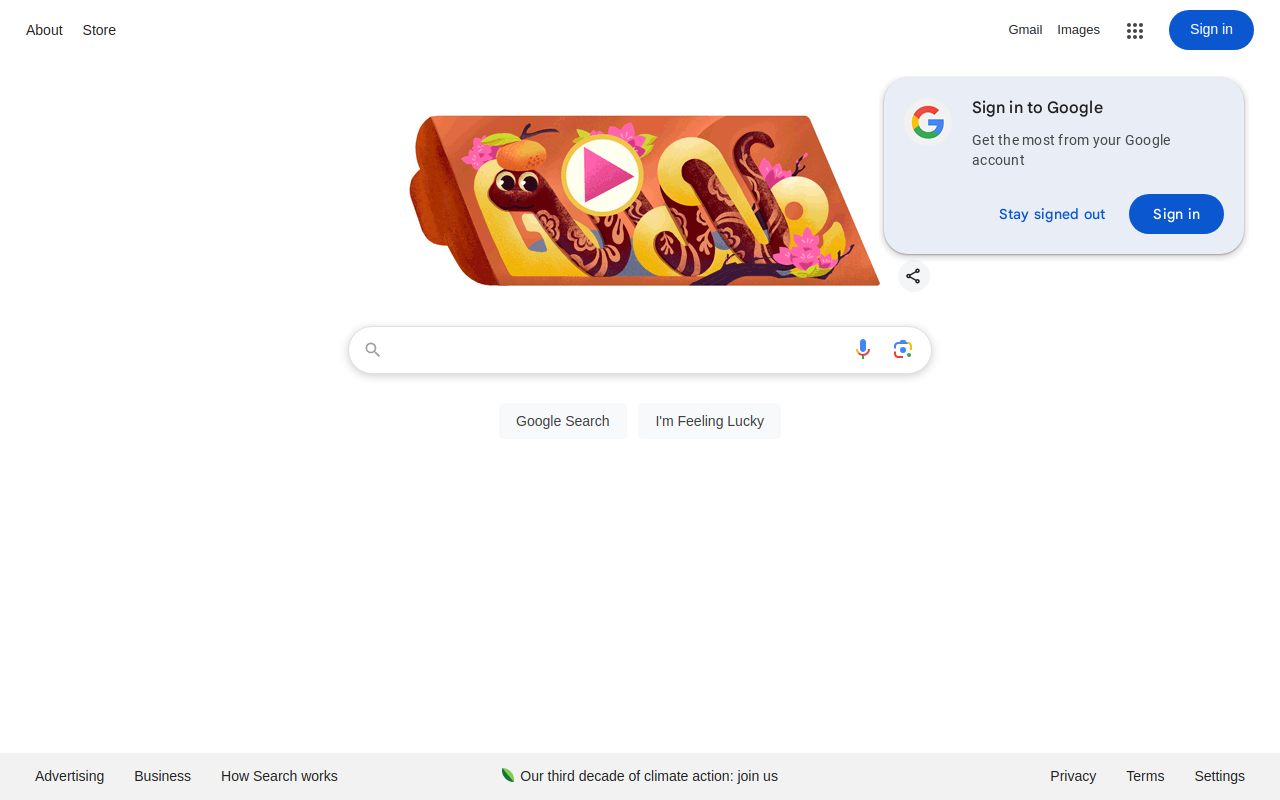 About Store Gmail Images Sign in
Sign in to Google
Get the most from your Google
account
Stay signed out Sign in
Google Search I'm Feeling Lucky
Advertising Business How Search works Our third decade of climate action: join us Privacy Terms Settings